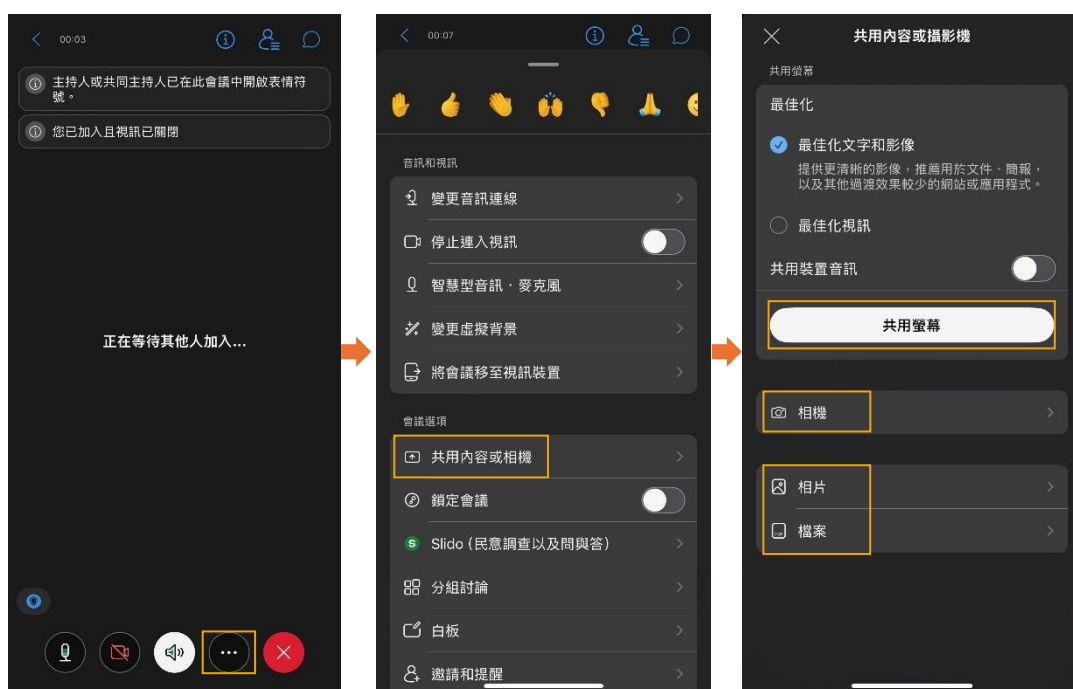 00:03
主持人或共同主持人已在此會議中開啟表情符
號。
您已加入且視訊已關閉
正在等待其他人加入...
00:07
音訊和視訊
變更音訊連線
停止連入視訊
智慧型音訊・麥克風
變更虛擬背景
將會議移至視訊裝置
會議選項
共用內容或相機
鎖定會議
S Slido (民意調查以及問與答)
分組討論
白板
邀請和提醒
共用內容或攝影機
共用螢幕
最佳化
最佳化文字和影像
提供更清晰的影像，推薦用於文件、簡報，
以及其他過渡效果較少的網站或應用程式。
最佳化視訊
共用裝置音訊
共用螢幕
相機
相片
檔案